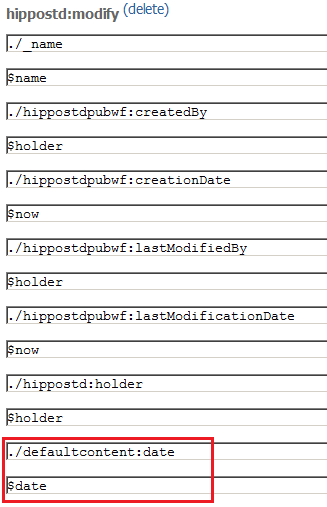 hippostd:modify (delete)
./_name
$name
./hippostdpubwf:createdBy
$holder
./hippostdpubwf:creationDate
$now
./hippostdpubwf:lastModifiedBy
$holder
./hippostdpubwf:lastModificationDate
$now
./hippostd:holder
$holder
./defaultcontent:date
$date